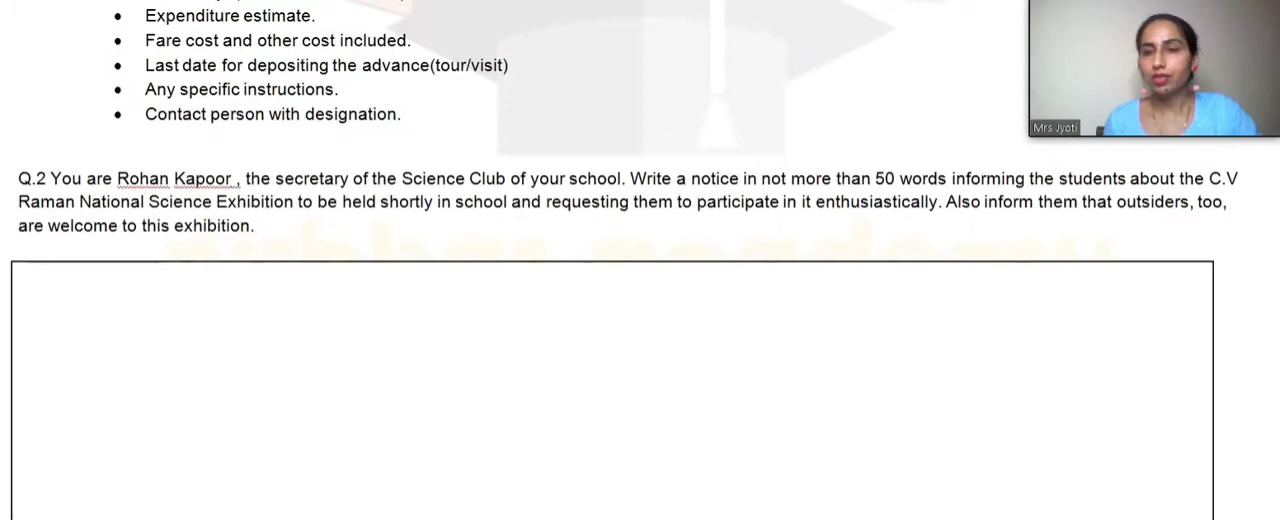 • Expenditure estimate.
• Fare cost and other cost included.
• Last date for depositing the advance(tour/visit)
• Any specific instructions.
• Contact person with designation.
Mrs Jyoti
Q.2 You are Rohan Kapoor , the secretary of the Science Club of your school. Write a notice in not more than 50 words informing the students about the C.V
Raman National Science Exhibition to be held shortly in school and requesting them to participate in it enthusiastically. Also inform them that outsiders, too,
are welcome to this exhibition.